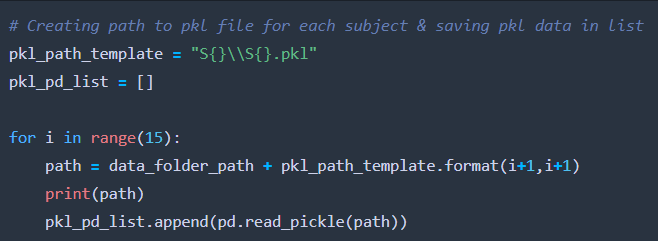 # Creating path to pkl file for each subject & saving pkl data in list
pkl_path_template = "S{}\\S{}.pkl"
pkl_pd_list = []
for i in range(15):
    path = data_folder_path + pkl_path_template.format(i+1,i+1)
    print(path)
    pkl_pd_list.append(pd.read_pickle(path))